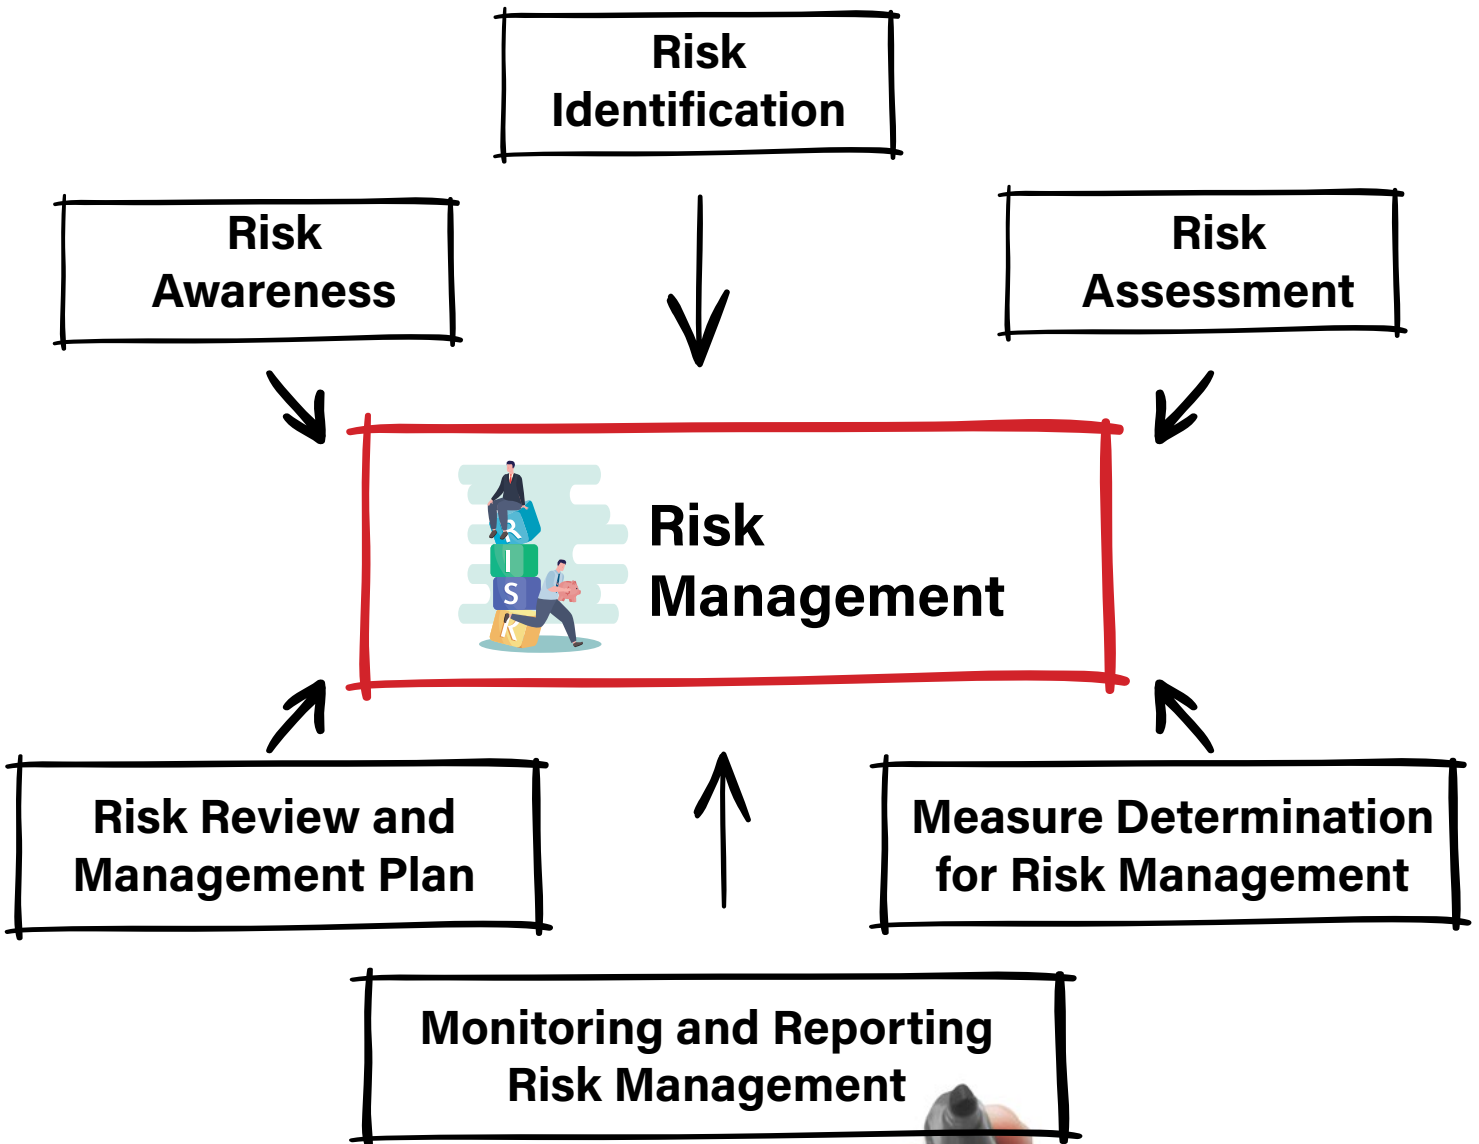 Risk
Identification
Risk
Awareness
Risk
Assessment
R
I
S
K
Risk
Management
Risk Review and
Management Plan
Measure Determination
for Risk Management
Monitoring and Reporting
Risk Management